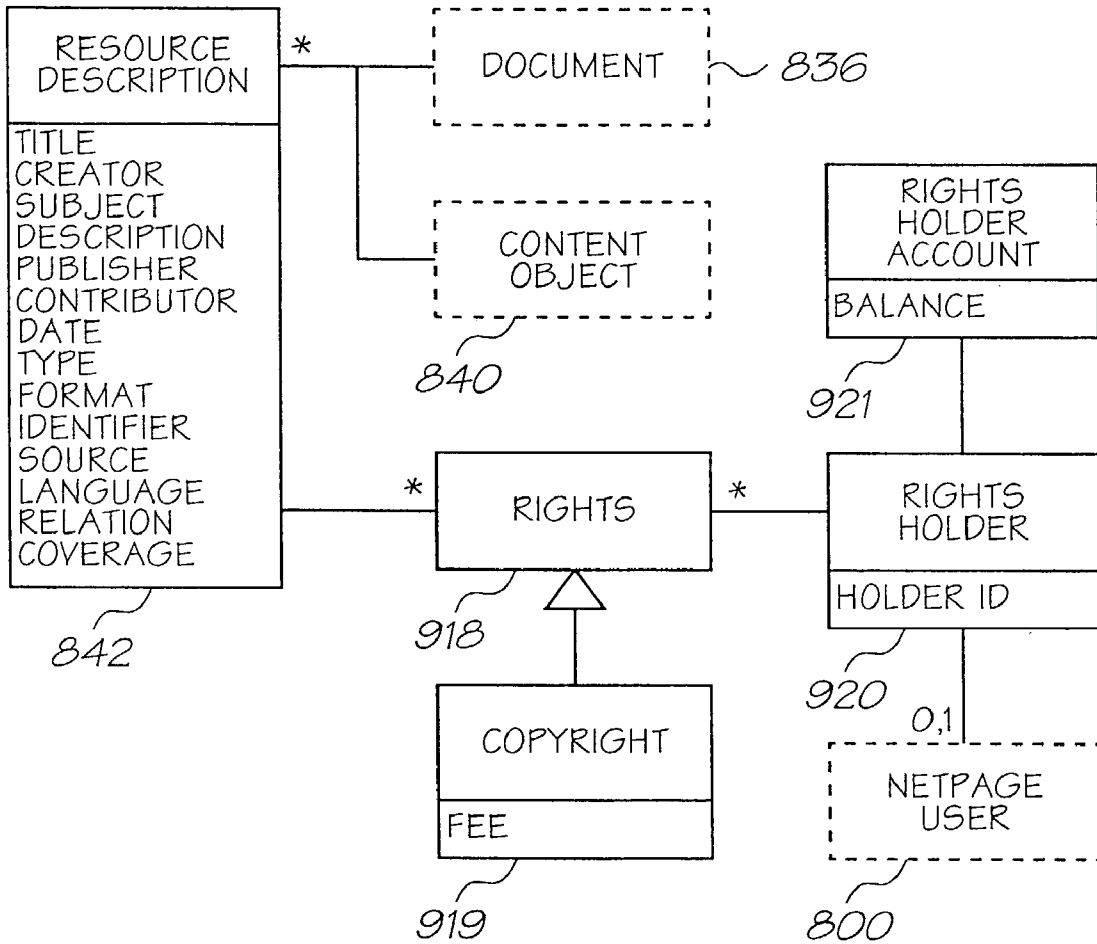 RESOURCE
DESCRIPTION
*
TITLE
CREATOR
SUBJECT
DESCRIPTION
PUBLISHER
CONTRIBUTOR
DATE
TYPE
FORMAT
IDENTIFIER
SOURCE
LANGUAGE
RELATION
COVERAGE
842
DOCUMENT
836
CONTENT
OBJECT
840
RIGHTS
HOLDER
ACCOUNT
BALANCE
921
*
RIGHTS
*
918
RIGHTS
HOLDER
HOLDER ID
920
COPYRIGHT
FEE
919
0,1
NETPAGE
USER
800